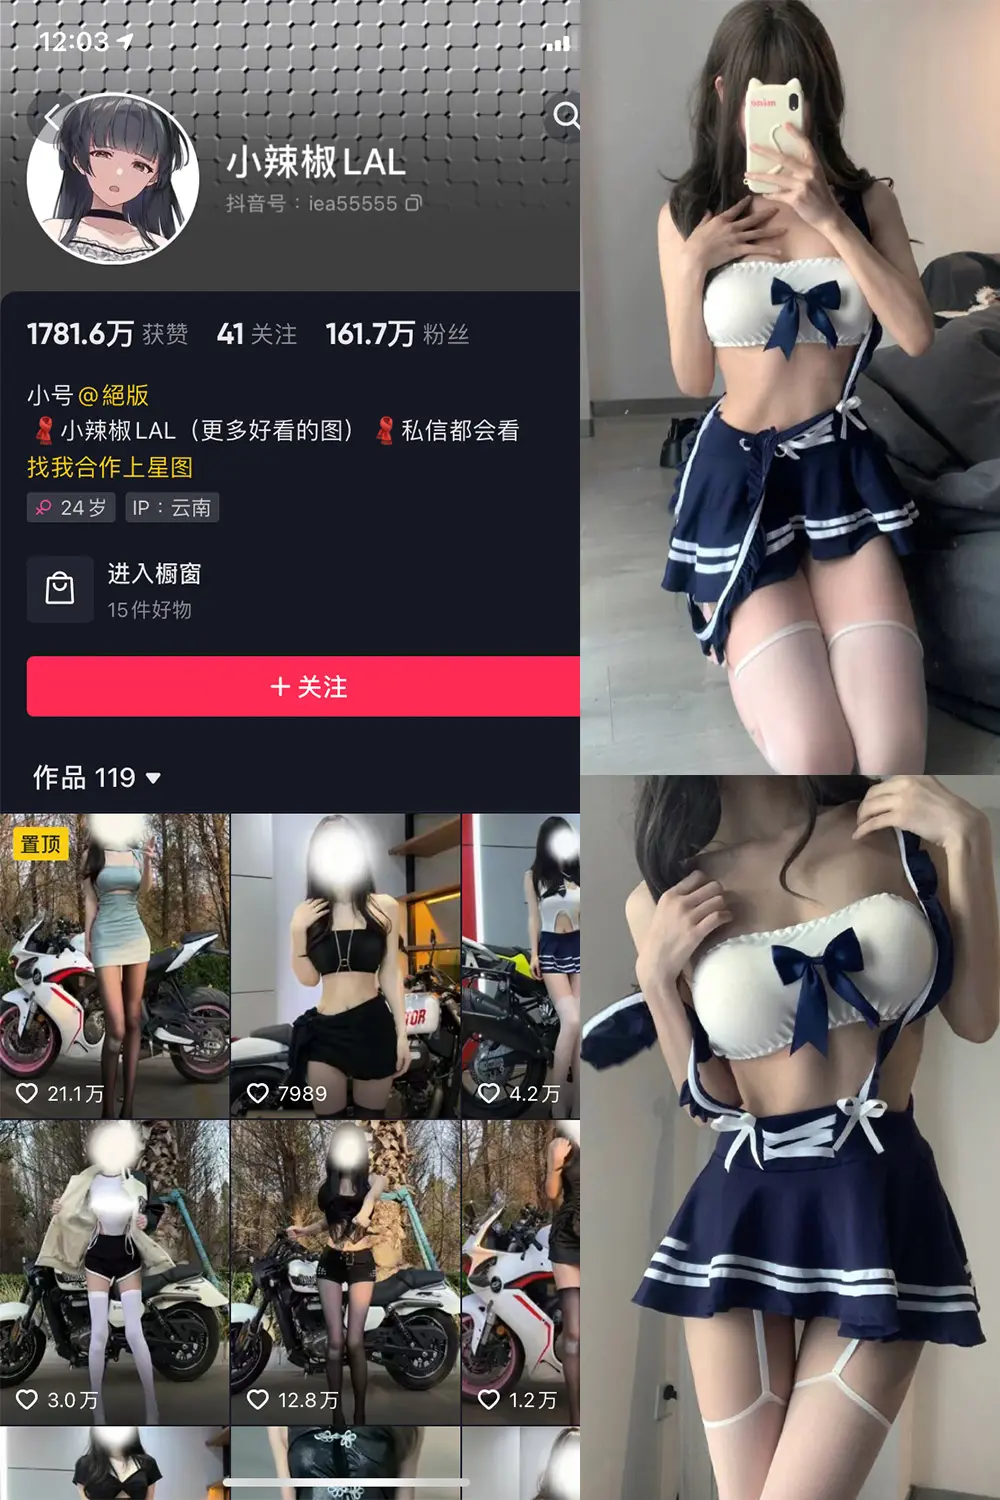 12:03
小辣椒LAL
抖音号：iea55555
1781.6万 获赞 41 关注 161.7万 粉丝
小号@絕版
小辣椒LAL（更多好看的图） 私信都会看
找我合作上星图
24岁 IP：云南
进入橱窗
15件好物
+ 关注
作品 119
置顶
21.1万 7989 4.2万
3.0万 12.8万 1.2万